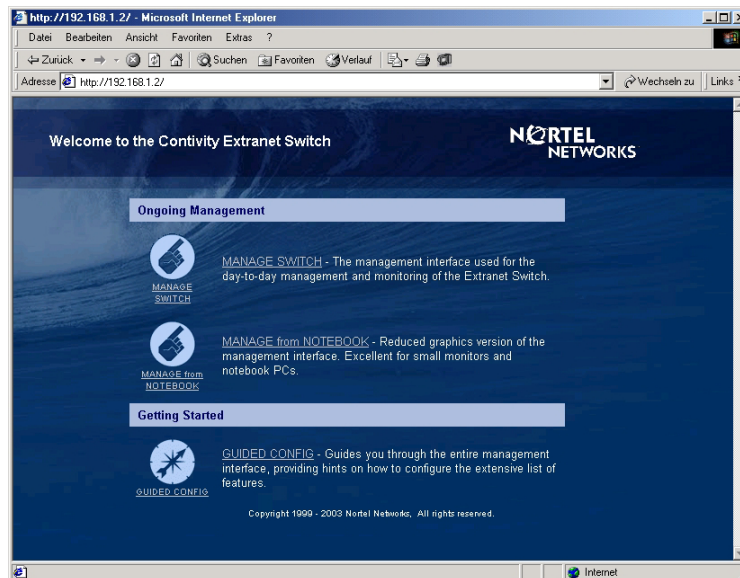 http://192.168.1.2/ - Microsoft Internet Explorer
Datei Bearbeiten Ansicht Favoriten Extras ?
Zurück Suchen Favoriten Verlauf
Adresse http://192.168.1.2/ Wechseln zu Links
Welcome to the Contivity Extranet Switch
NORTEL
NETWORKS
Ongoing Management
MANAGE SWITCH - The management interface used for the
day-to-day management and monitoring of the Extranet Switch.
MANAGE
SWITCH
MANAGE from NOTEBOOK - Reduced graphics version of the
management interface. Excellent for small monitors and
notebook PCs.
MANAGE from
NOTEBOOK
Getting Started
GUIDED CONFIG - Guides you through the entire management
interface, providing hints on how to configure the extensive list of
features.
GUIDED CONFIG
Copyright 1999 - 2003 Nortel Networks, All rights reserved.
Internet